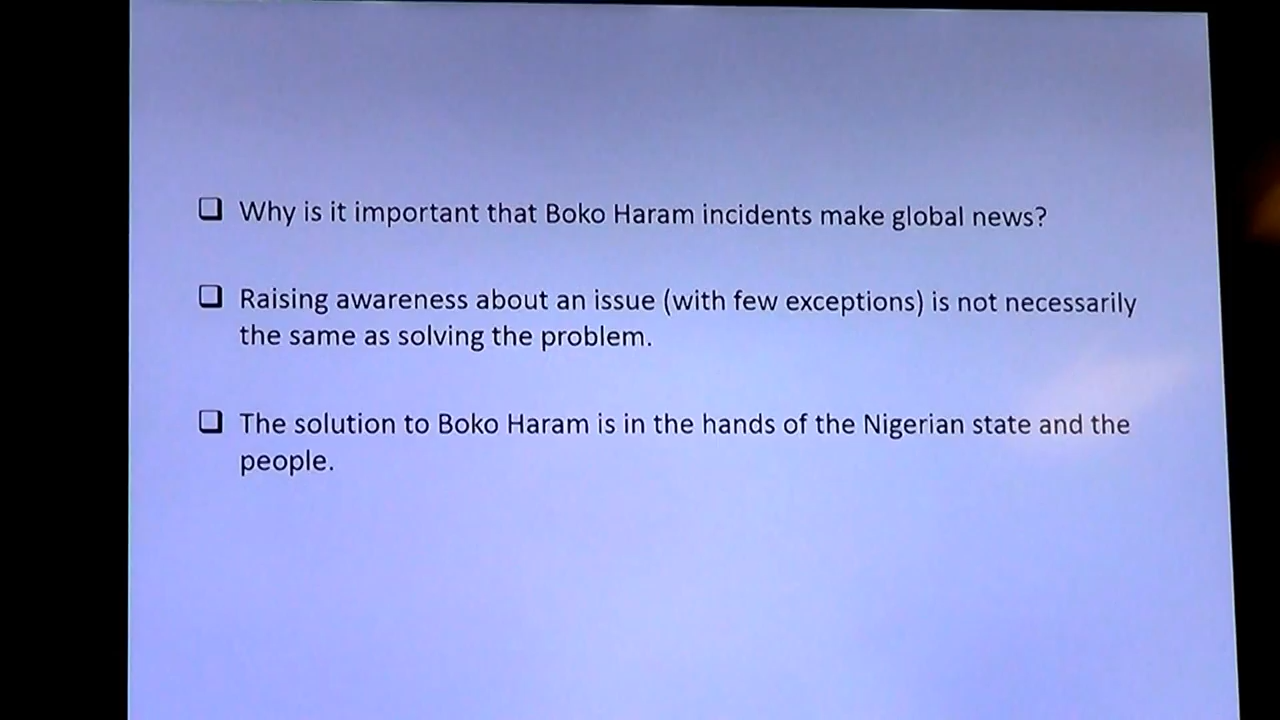 ❑ Why is it important that Boko Haram incidents make global news?
❑ Raising awareness about an issue (with few exceptions) is not necessarily
the same as solving the problem.
❑ The solution to Boko Haram is in the hands of the Nigerian state and the
people.